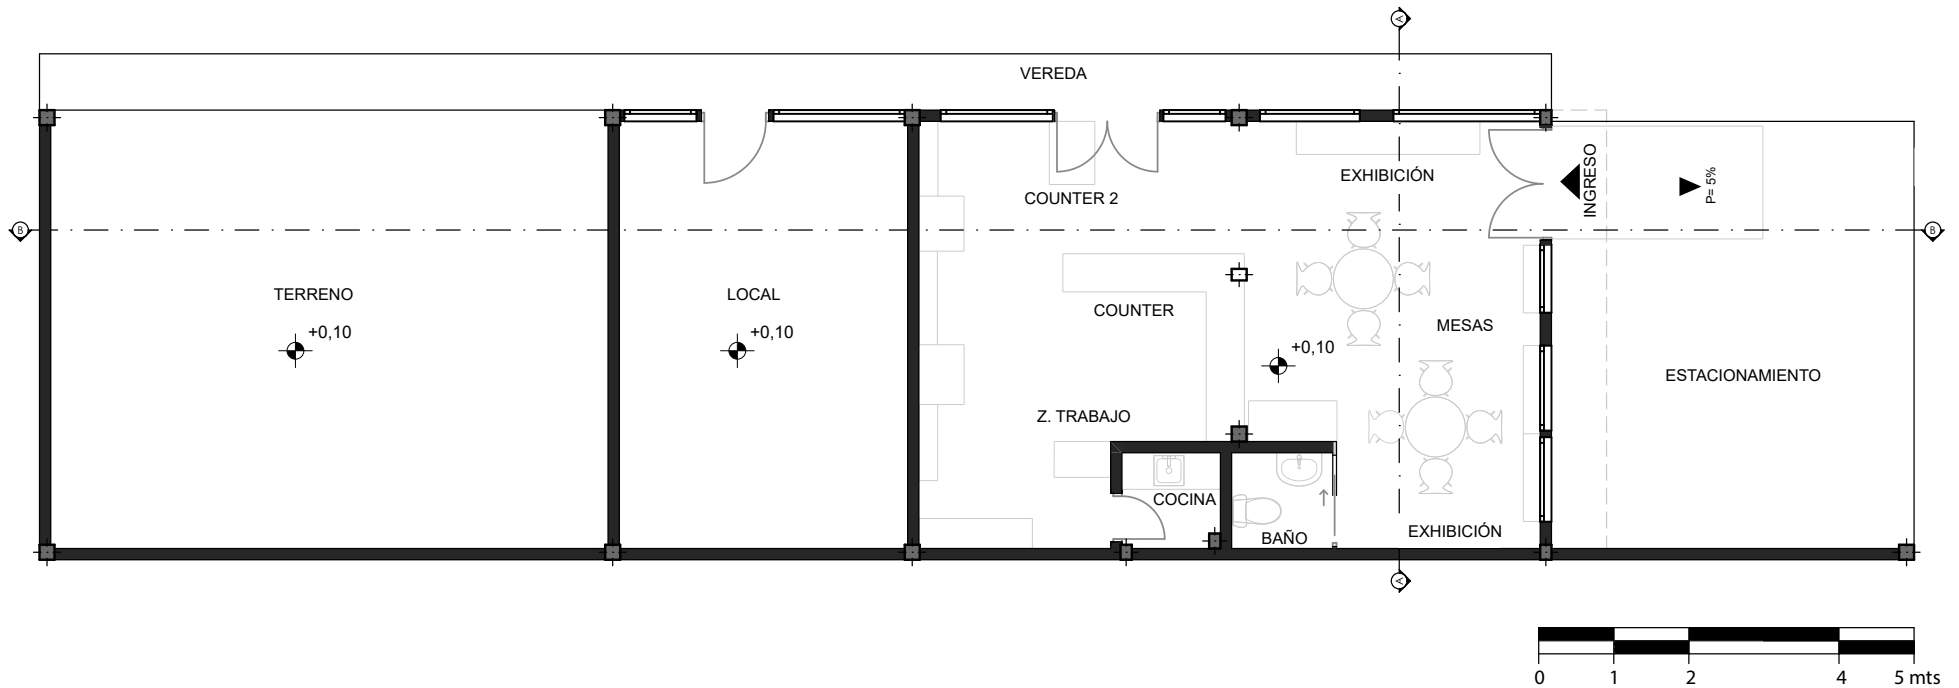 A
VEREDA
INGRESO
P= 5%
EXHIBICIÓN
COUNTER 2
B
B
TERRENO
+0,10
LOCAL
+0,10
COUNTER
+0,10
MESAS
ESTACIONAMIENTO
Z. TRABAJO
COCINA
BAÑO
EXHIBICIÓN
A
0 1 2 4 5 mts